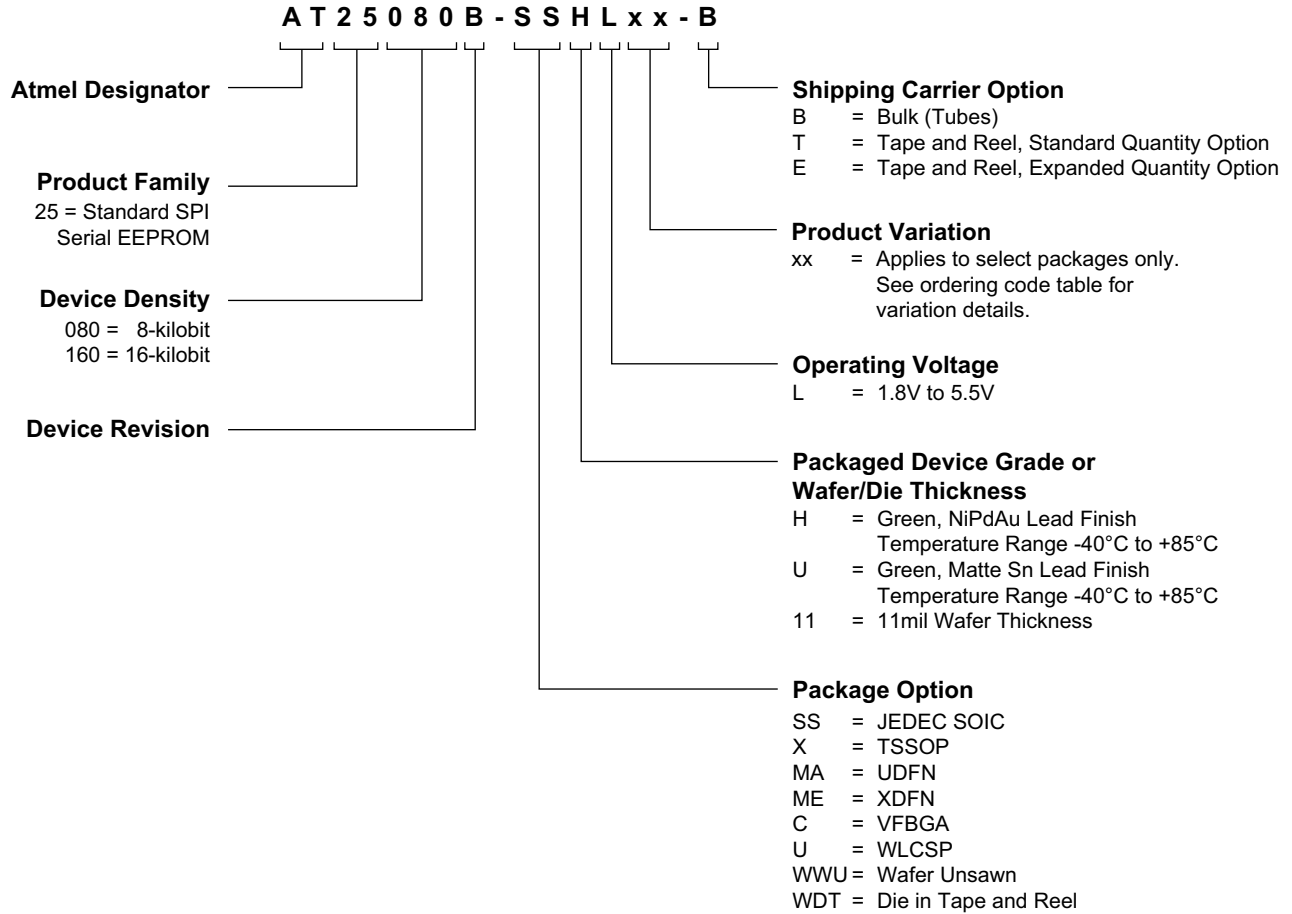 AT25080B-SSHLxx-B
Atmel Designator
Product Family
25 = Standard SPI
Serial EEPROM
Device Density
080 = 8-kilobit
160 = 16-kilobit
Device Revision
Shipping Carrier Option
B = Bulk (Tubes)
T = Tape and Reel, Standard Quantity Option
E = Tape and Reel, Expanded Quantity Option
Product Variation
xx = Applies to select packages only.
See ordering code table for
variation details.
Operating Voltage
L = 1.8V to 5.5V
Packaged Device Grade or
Wafer/Die Thickness
H = Green, NiPdAu Lead Finish
Temperature Range -40°C to +85°C
U = Green, Matte Sn Lead Finish
Temperature Range -40°C to +85°C
11 = 11mil Wafer Thickness
Package Option
SS = JEDEC SOIC
X = TSSOP
MA = UDFN
ME = XDFN
C = VFBGA
U = WLCSP
WWU = Wafer Unsawn
WDT = Die in Tape and Reel